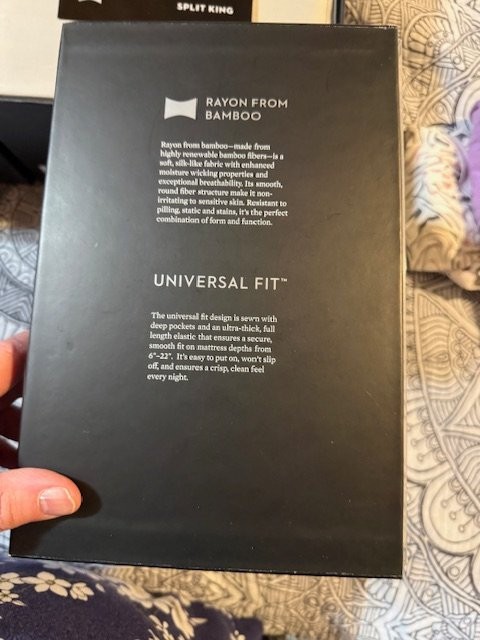 SPLIT KING
RAYON FROM
BAMBOO
Rayon from bamboo—made from
highly renewable bamboo fibers—is a
soft, silk-like fabric with enhanced
moisture wicking properties and
exceptional breathability. Its smooth,
round fiber structure make it non-
irritating to sensitive skin. Resistant to
pilling, static and stains, it's the perfect
combination of form and function.
UNIVERSAL FIT™
The universal fit design is sewn with
deep pockets and an ultra-thick, full
length elastic that ensures a secure,
smooth fit on mattress depths from
6"–22". It's easy to put on, won't slip
off, and ensures a crisp, clean feel
every night.